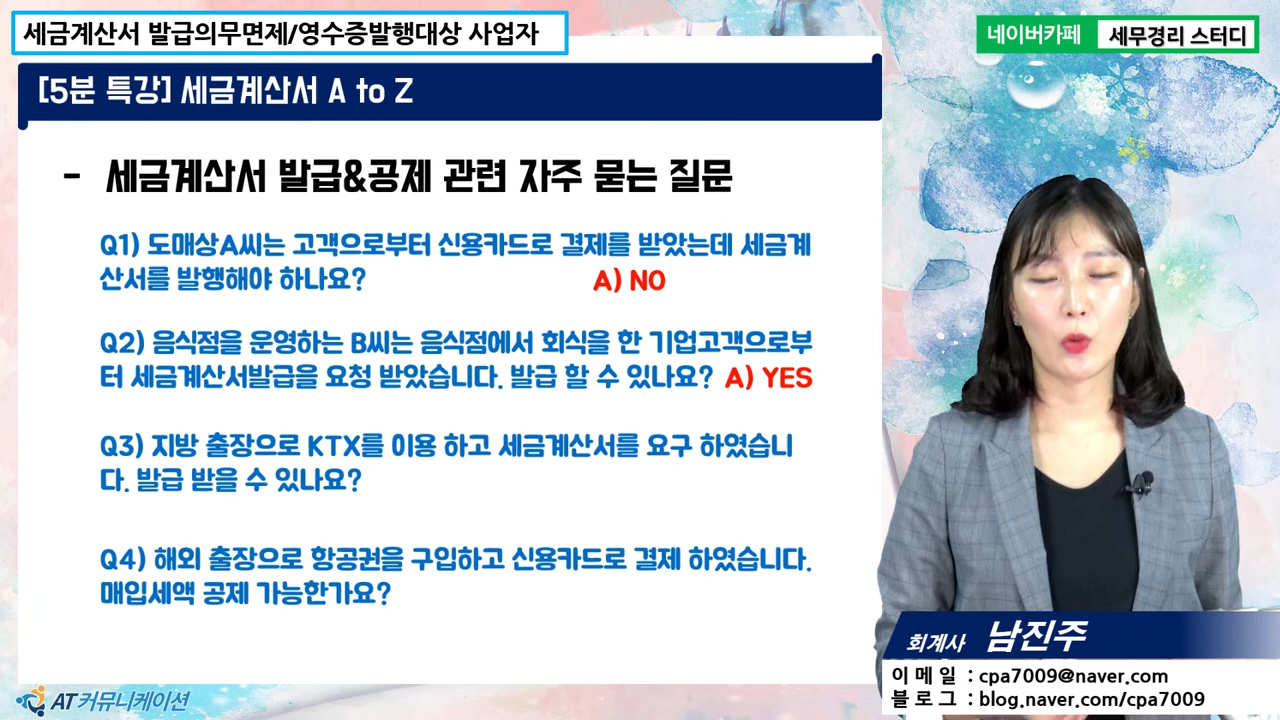 세금계산서 발급의무면제/영수증발행대상 사업자
네이버카페 세무경리 스터디
[5분 특강] 세금계산서 A to Z
- 세금계산서 발급&공제 관련 자주 묻는 질문
Q1) 도매상A씨는 고객으로부터 신용카드로 결제를 받았는데 세금계
산서를 발행해야 하나요? A) NO
Q2) 음식점을 운영하는 B씨는 음식점에서 회식을 한 기업고객으로부
터 세금계산서발급을 요청 받았습니다. 발급 할 수 있나요? A) YES
Q3) 지방 출장으로 KTX를 이용 하고 세금계산서를 요구 하였습니
다. 발급 받을 수 있나요?
Q4) 해외 출장으로 항공권을 구입하고 신용카드로 결제 하였습니다.
매입세액 공제 가능한가요?
회계사 남진주
이 메 일 : cpa7009@naver.com
블 로 그 : blog.naver.com/cpa7009
AT커뮤니케이션